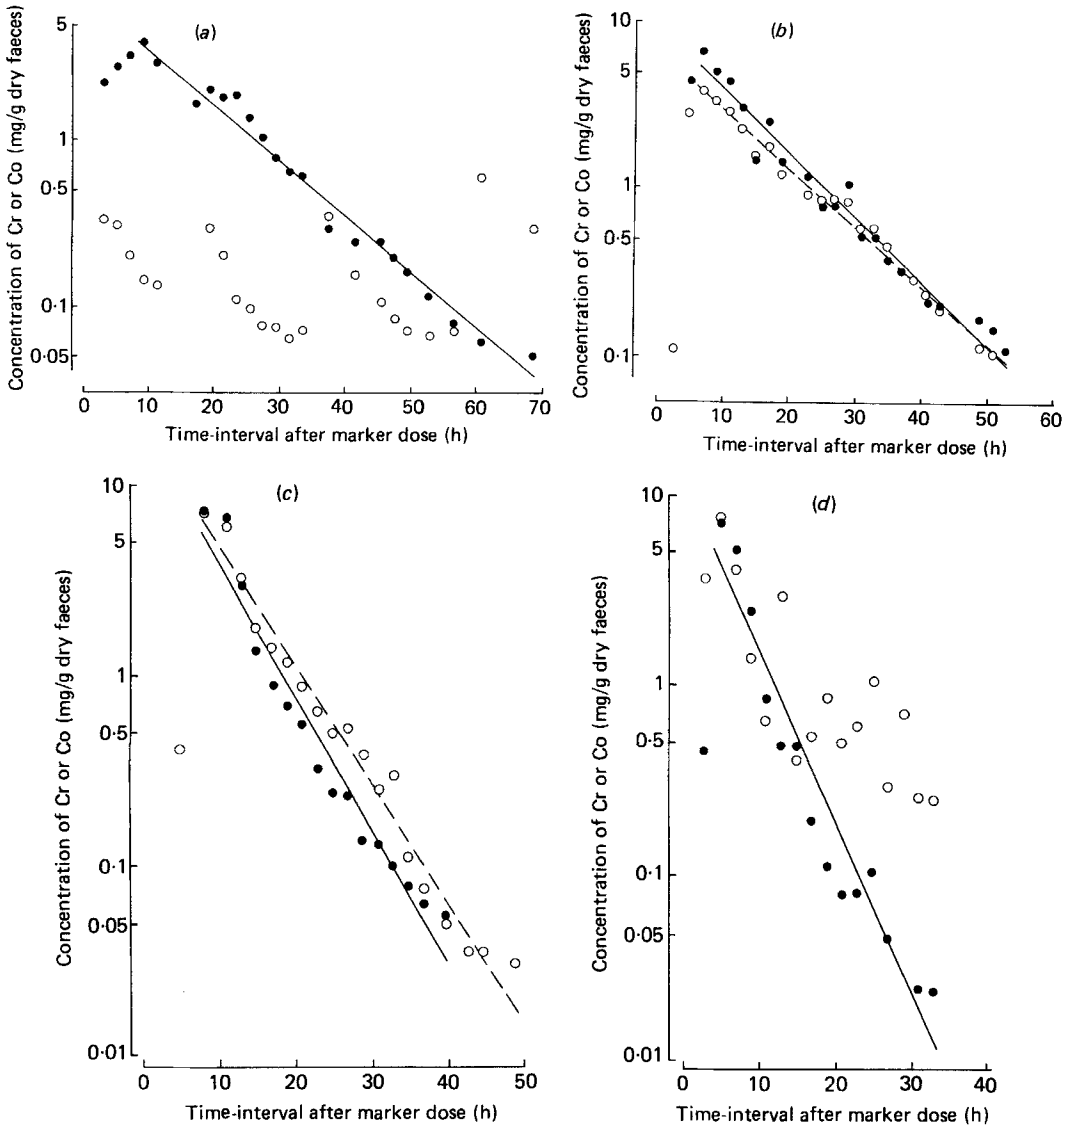 (a)
Concentration of Cr or Co (mg/g dry faeces)
5
1
0·5
0·1
0·05
0 10 20 30 40 50 60 70
Time-interval after marker dose (h)
(b)
Concentration of Cr or Co (mg/g dry faeces)
10
5
1
0·5
0·1
0 10 20 30 40 50 60
Time-interval after marker dose (h)
(c)
Concentration of Cr or Co (mg/g dry faeces)
10
5
1
0·5
0·1
0·05
0·01
0 10 20 30 40 50
Time-interval after marker dose (h)
(d)
Concentration of Cr or Co (mg/g dry faeces)
10
5
1
0·5
0·1
0·05
0·01
0 10 20 30 40
Time-interval after marker dose (h)